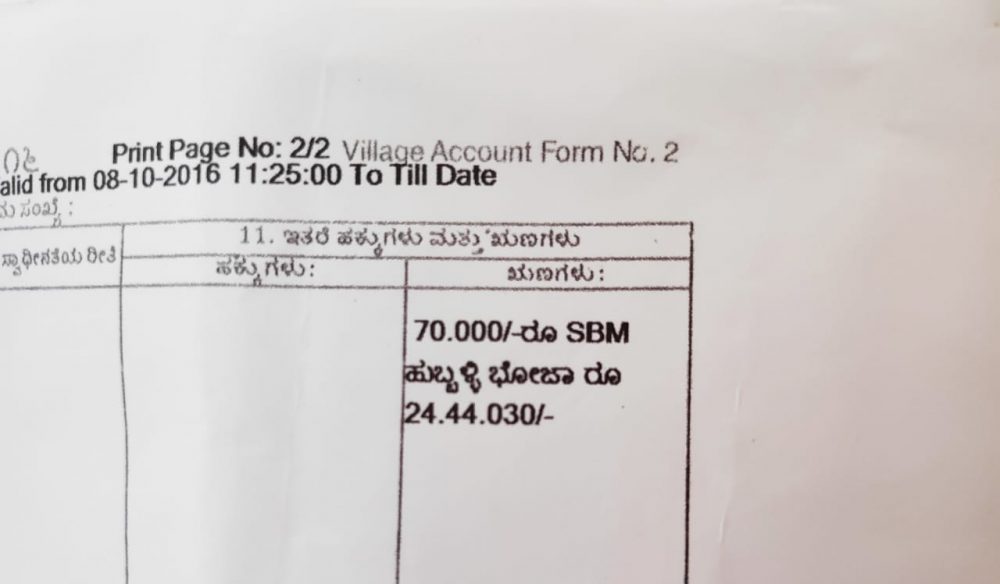 Print Page No: 2/2 Village Account Form No. 2
alid from 08-10-2016 11:25:00 To Till Date
ಸಂಖ್ಯೆ :
11. ಇತರೆ ಹಕ್ಕುಗಳು ಮತ್ತು ಋಣಗಳು
ಸ್ವಾಧೀನತೆಯ ರೀತಿ
ಹಕ್ಕುಗಳು: ಋಣಗಳು:
70.000/-ರೂ SBM
ಹುಬ್ಬಳ್ಳಿ ಭೋಜಾ ರೂ
24.44.030/-